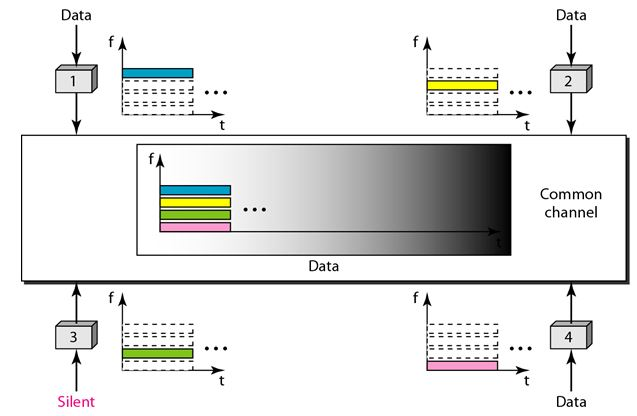 Data
Data
f
f
1
...
t
...
2
t
f
...
t
Common
channel
Data
f
f
3
...
t
...
4
t
Silent
Data